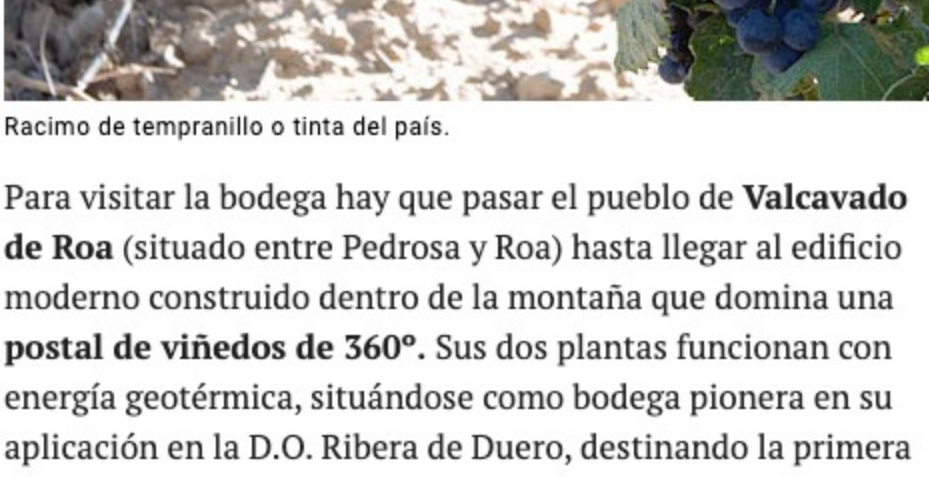 Racimo de tempranillo o tinta del país.
Para visitar la bodega hay que pasar el pueblo de Valcavado
de Roa (situado entre Pedrosa y Roa) hasta llegar al edificio
moderno construido dentro de la montaña que domina una
postal de viñedos de 360º. Sus dos plantas funcionan con
energía geotérmica, situándose como bodega pionera en su
aplicación en la D.O. Ribera de Duero, destinando la primera